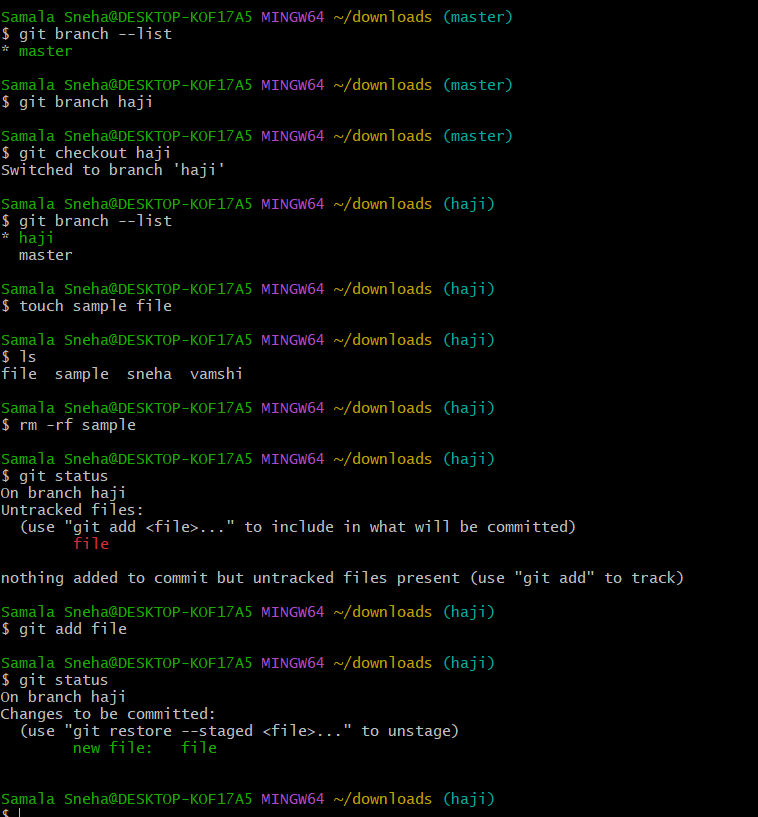 Samala Sneha@DESKTOP-KOF17A5 MINGW64 ~/downloads (master)
$ git branch --list
* master
Samala Sneha@DESKTOP-KOF17A5 MINGW64 ~/downloads (master)
$ git branch haji
Samala Sneha@DESKTOP-KOF17A5 MINGW64 ~/downloads (master)
$ git checkout haji
Switched to branch 'haji'
Samala Sneha@DESKTOP-KOF17A5 MINGW64 ~/downloads (haji)
$ git branch --list
* haji
  master
Samala Sneha@DESKTOP-KOF17A5 MINGW64 ~/downloads (haji)
$ touch sample file
Samala Sneha@DESKTOP-KOF17A5 MINGW64 ~/downloads (haji)
$ ls
file  sample  sneha  vamshi
Samala Sneha@DESKTOP-KOF17A5 MINGW64 ~/downloads (haji)
$ rm -rf sample
Samala Sneha@DESKTOP-KOF17A5 MINGW64 ~/downloads (haji)
$ git status
On branch haji
Untracked files:
  (use "git add <file>..." to include in what will be committed)
        file
nothing added to commit but untracked files present (use "git add" to track)
Samala Sneha@DESKTOP-KOF17A5 MINGW64 ~/downloads (haji)
$ git add file
Samala Sneha@DESKTOP-KOF17A5 MINGW64 ~/downloads (haji)
$ git status
On branch haji
Changes to be committed:
  (use "git restore --staged <file>..." to unstage)
        new file:   file
Samala Sneha@DESKTOP-KOF17A5 MINGW64 ~/downloads (haji)
$